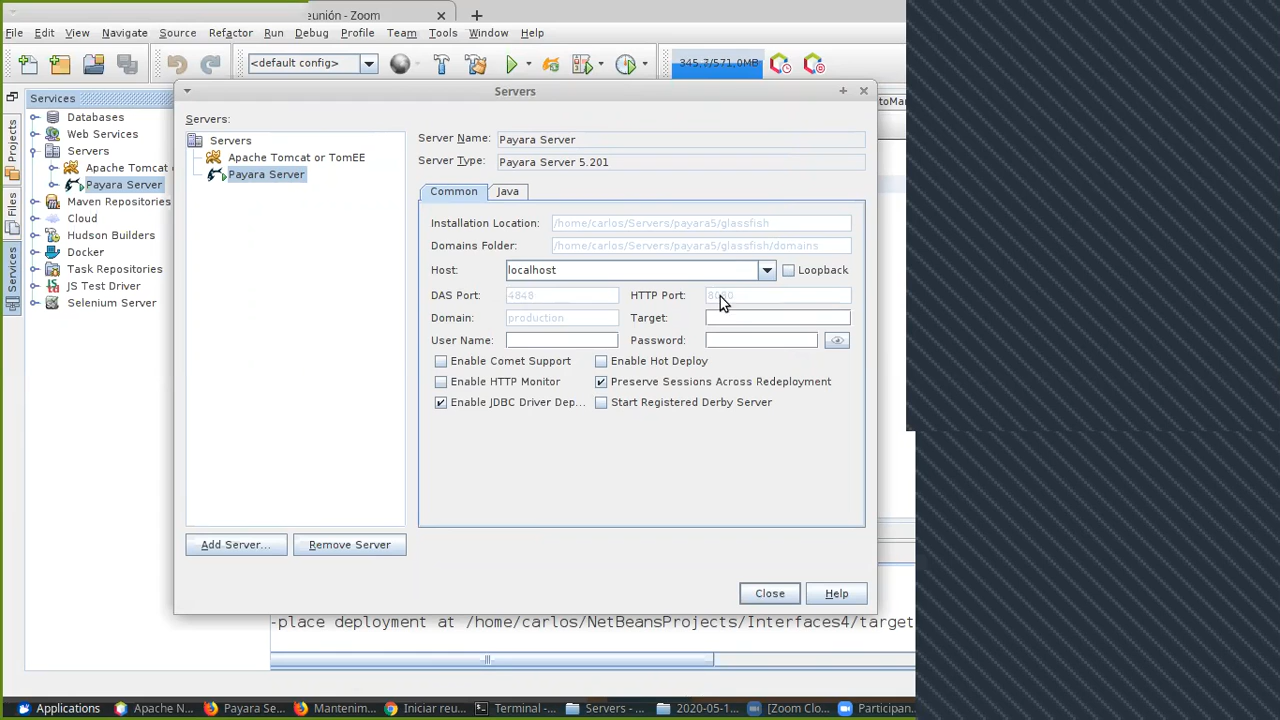 eunión - Zoom
File Edit View Navigate Source Refactor Run Debug Profile Team Tools Window Help
<default config>
345,7/571,0MB
Services
Servers
Projects
Files
Services
Databases
Web Services
Servers
Apache Tomcat
Payara Server
Maven Repositories
Cloud
Hudson Builders
Docker
Task Repositories
JS Test Driver
Selenium Server
Servers:
Servers
Apache Tomcat or TomEE
Payara Server
Add Server... Remove Server
Server Name: Payara Server
Server Type: Payara Server 5.201
Common Java
Installation Location: /home/carlos/Servers/payara5/glassfish
Domains Folder: /home/carlos/Servers/payara5/glassfish/domains
Host: localhost Loopback
DAS Port: 4848 HTTP Port:
Domain: production Target:
User Name: Password:
Enable Comet Support Enable Hot Deploy
Enable HTTP Monitor Preserve Sessions Across Redeployment
Enable JDBC Driver Dep... Start Registered Derby Server
Close Help
toMar
-place deployment at /home/carlos/NetBeansProjects/Interfaces4/target
Applications Apache N... Payara Se... Mantenim... Iniciar reu... Terminal -... Servers - ... 2020-05-1... [Zoom Clo... Participan...